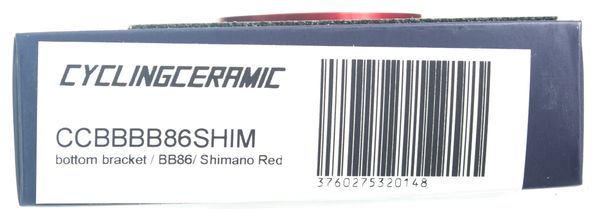 CYCLINGCERAMIC
CCBBBB86SHIM
bottom bracket / BB86/ Shimano Red
3760275320148